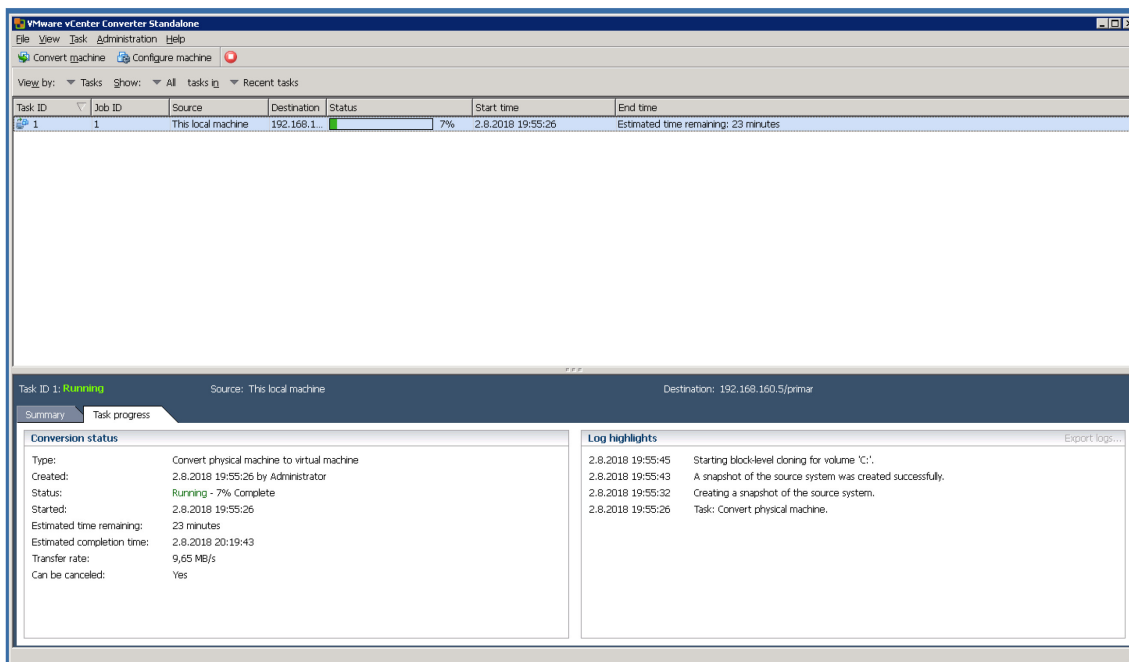 VMware vCenter Converter Standalone
File View Task Administration Help
Convert machine Configure machine
View by: Tasks Show: All tasks in Recent tasks
Task ID Job ID Source Destination Status Start time End time
1 1 This local machine 192.168.1... 7% 2.8.2018 19:55:26 Estimated time remaining: 23 minutes
Task ID 1: Running Source: This local machine Destination: 192.168.160.5/primar
Summary Task progress
Conversion status
Type: Convert physical machine to virtual machine
Created: 2.8.2018 19:55:26 by Administrator
Status: Running - 7% Complete
Started: 2.8.2018 19:55:26
Estimated time remaining: 23 minutes
Estimated completion time: 2.8.2018 20:19:43
Transfer rate: 9,65 MB/s
Can be canceled: Yes
Log highlights Export logs...
2.8.2018 19:55:45 Starting block-level cloning for volume 'C:'.
2.8.2018 19:55:43 A snapshot of the source system was created successfully.
2.8.2018 19:55:32 Creating a snapshot of the source system.
2.8.2018 19:55:26 Task: Convert physical machine.